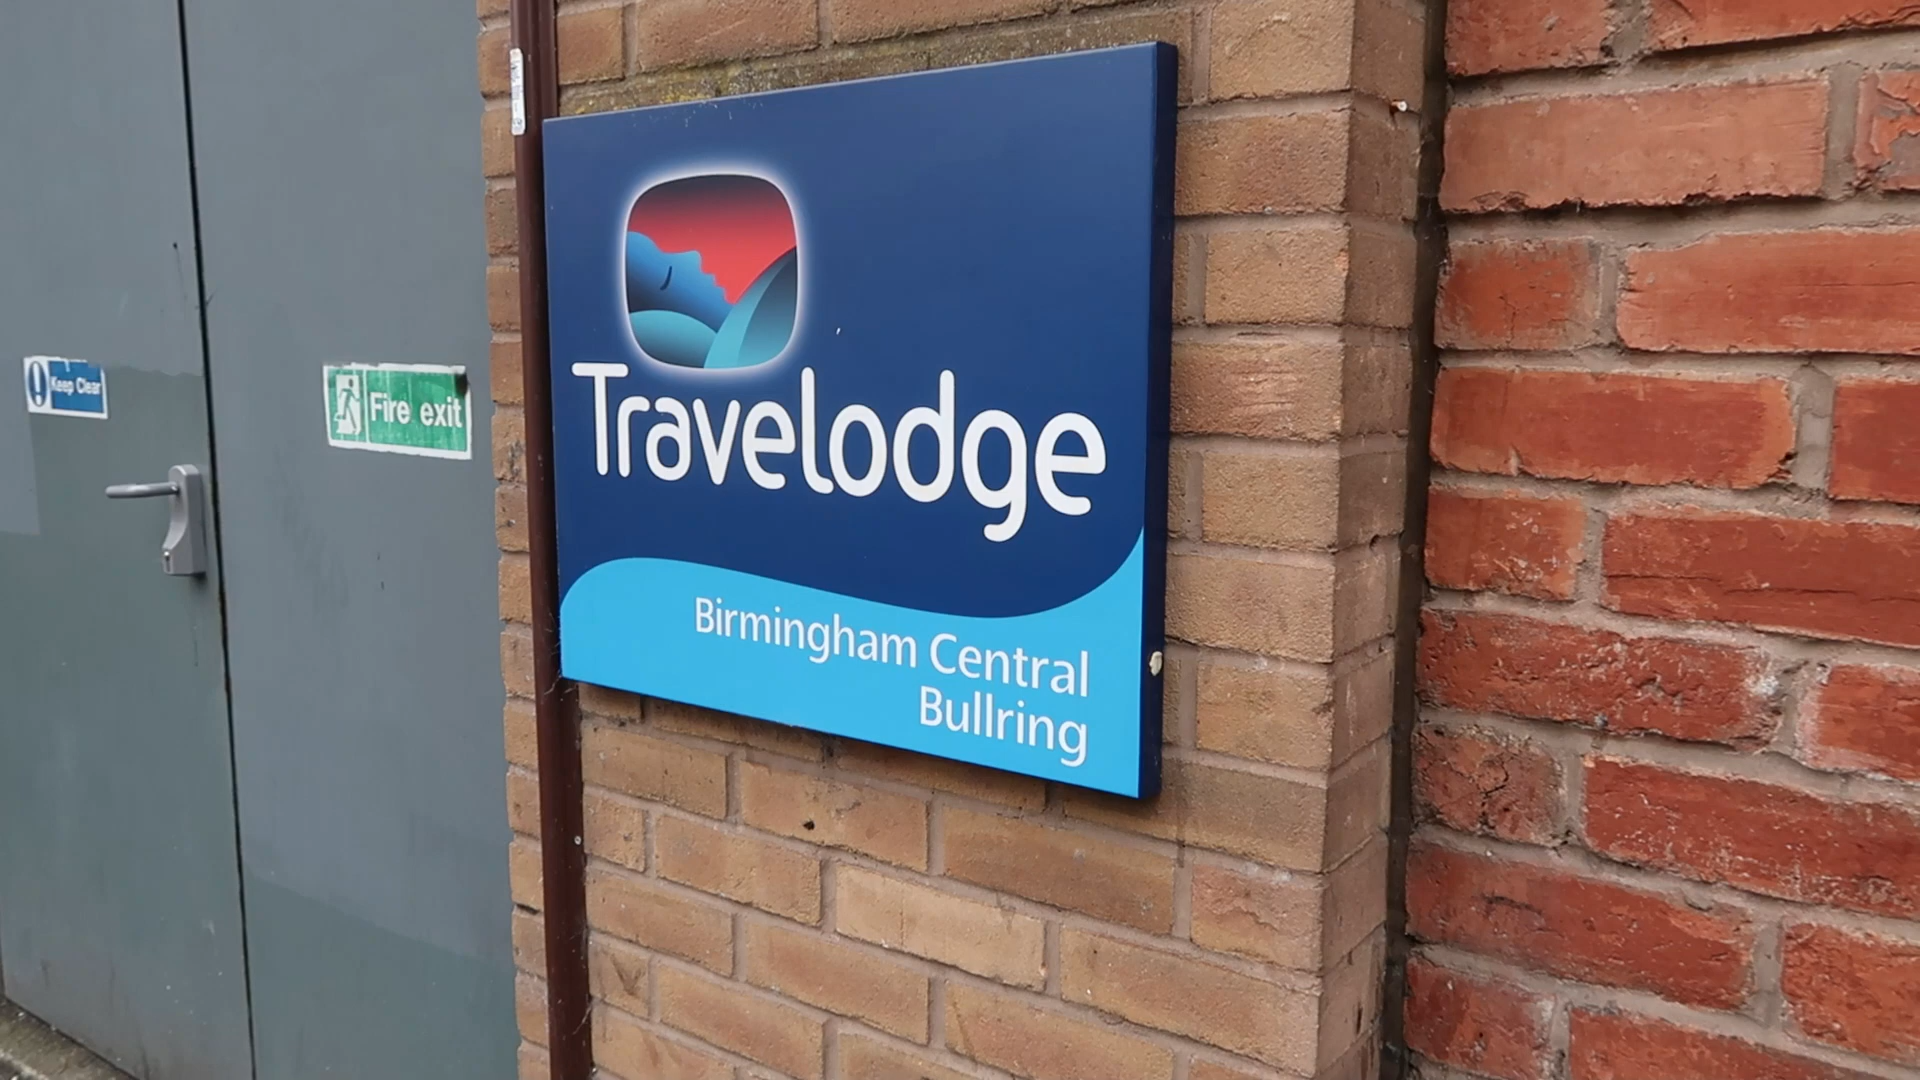 Keep Clear
Fire exit
Travelodge
Birmingham Central
Bullring